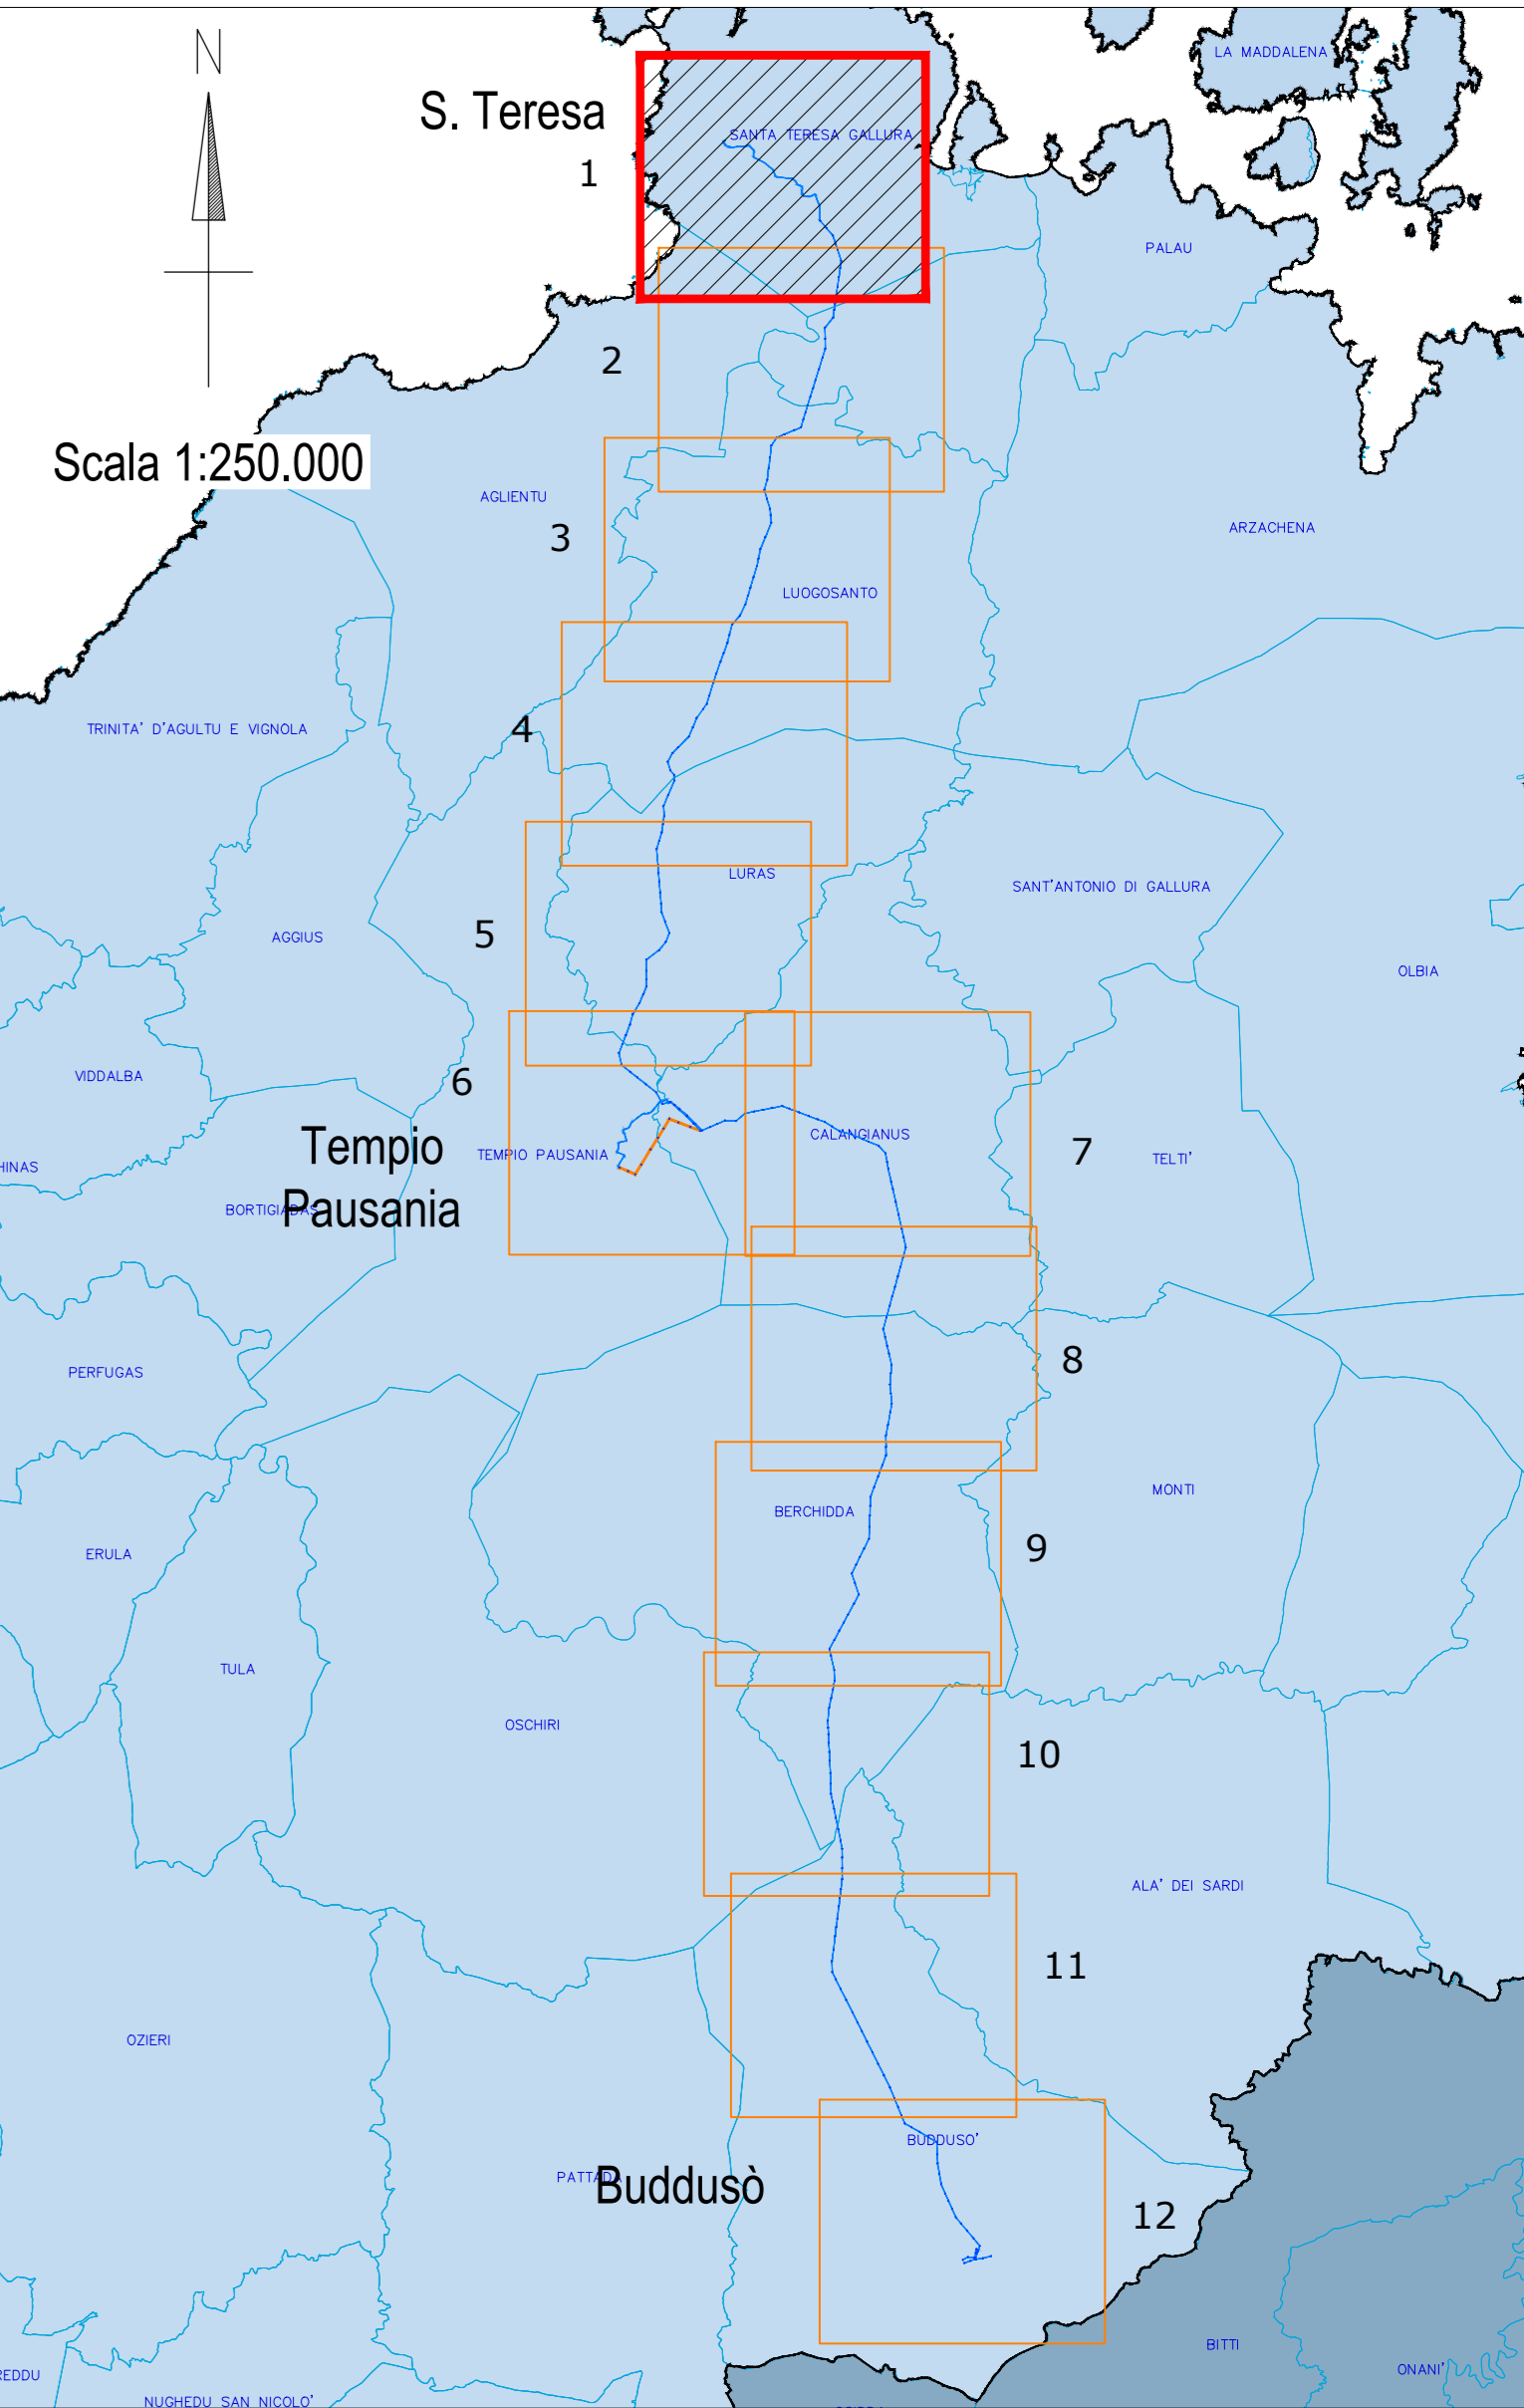 N
LA MADDALENA
S. Teresa
SANTA TERESA GALLURA
1
PALAU
2
Scala 1:250.000
AGLIENTU
ARZACHENA
3
LUOGOSANTO
TRINITA' D'AGULTU E VIGNOLA
4
LURAS
SANT'ANTONIO DI GALLURA
AGGIUS
5
OLBIA
VIDDALBA
6
CALANGIANUS
Tempio
Pausania
TEMPIO PAUSANIA
7
TELTI'
HINAS
BORTIGIADAS
8
PERFUGAS
MONTI
BERCHIDDA
9
ERULA
TULA
OSCHIRI
10
ALA' DEI SARDI
11
OZIERI
BUDDUSO'
PATTADA
Buddusò
12
BITTI
ONANI'
REDDU
NUGHEDU SAN NICOLO'